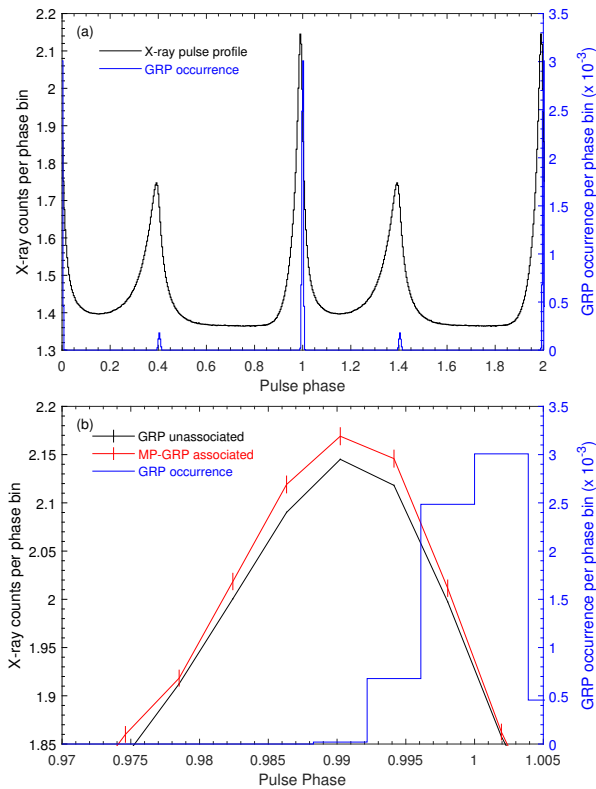 (a)
X-ray pulse profile
GRP occurrence
2.2
2.1
2
1.9
1.8
1.7
1.6
1.5
1.4
1.3
X-ray counts per phase bin
3.5
3
2.5
2
1.5
1
0.5
0
GRP occurrence per phase bin (x 10⁻³)
0 0.2 0.4 0.6 0.8 1.0 1.2 1.4 1.6 1.8 2
Pulse phase
(b)
GRP unassociated
MP-GRP associated
GRP occurrence
2.2
2.15
2.1
2.05
2
1.95
1.9
1.85
X-ray counts per phase bin
3.5
3
2.5
2
1.5
1
0.5
0
GRP occurrence per phase bin (x 10⁻³)
0.97 0.975 0.98 0.985 0.99 0.995 1 1.005
Pulse Phase